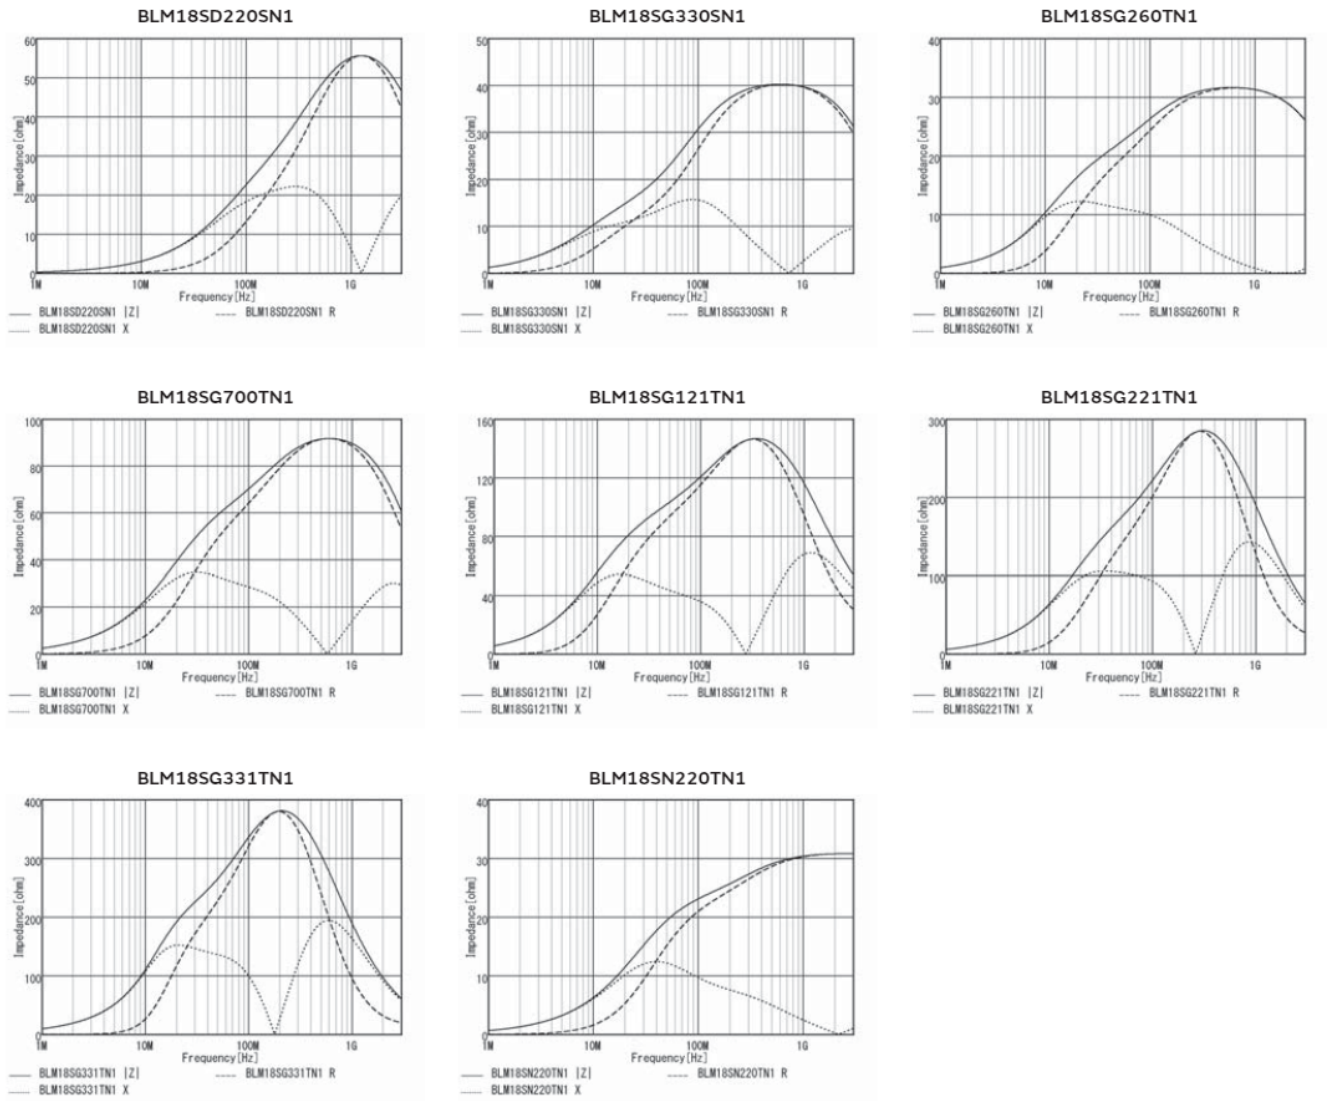 BLM18SD220SN1
60
50
40
30
20
10
0
Impedance[ohm]
1M 10M 100M 1G
Frequency[Hz]
BLM18SD220SN1 |Z| BLM18SD220SN1 R
BLM18SD220SN1 X
BLM18SG330SN1
50
40
30
20
10
0
Impedance[ohm]
1M 10M 100M 1G
Frequency[Hz]
BLM18SG330SN1 |Z| BLM18SG330SN1 R
BLM18SG330SN1 X
BLM18SG260TN1
40
30
20
10
0
Impedance[ohm]
1M 10M 100M 1G
Frequency[Hz]
BLM18SG260TN1 |Z| BLM18SG260TN1 R
BLM18SG260TN1 X
BLM18SG700TN1
100
80
60
40
20
0
Impedance[ohm]
1M 10M 100M 1G
Frequency[Hz]
BLM18SG700TN1 |Z| BLM18SG700TN1 R
BLM18SG700TN1 X
BLM18SG121TN1
160
120
80
40
0
Impedance[ohm]
1M 10M 100M 1G
Frequency[Hz]
BLM18SG121TN1 |Z| BLM18SG121TN1 R
BLM18SG121TN1 X
BLM18SG221TN1
300
200
100
0
Impedance[ohm]
1M 10M 100M 1G
Frequency[Hz]
BLM18SG221TN1 |Z| BLM18SG221TN1 R
BLM18SG221TN1 X
BLM18SG331TN1
400
300
200
100
0
Impedance[ohm]
1M 10M 100M 1G
Frequency[Hz]
BLM18SG331TN1 |Z| BLM18SG331TN1 R
BLM18SG331TN1 X
BLM18SN220TN1
40
30
20
10
0
Impedance[ohm]
1M 10M 100M 1G
Frequency[Hz]
BLM18SN220TN1 |Z| BLM18SN220TN1 R
BLM18SN220TN1 X